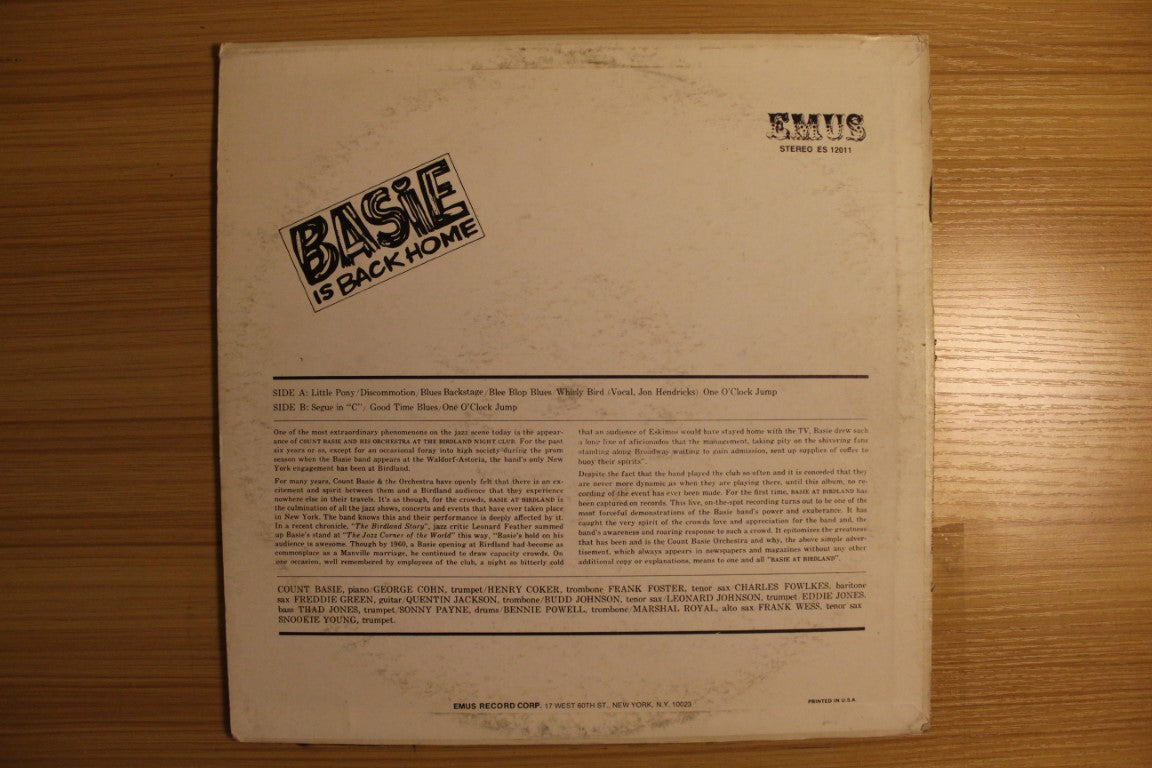 EMUS
STEREO ES 12011
BASiE
IS BACK HOME
SIDE A: Little Pony/Discommotion/Blues Backstage/Blee Blop Blues/Whirly Bird (Vocal, Jon Hendricks) One O'Clock Jump
SIDE B: Segue in "C"/ Good Time Blues/One O'Clock Jump
One of the most extraordinary phenomenons on the jazz scene today is the appear-
ance of COUNT BASIE AND HIS ORCHESTRA AT THE BIRDLAND NIGHT CLUB. For the past
six years or so, except for an occasional foray into high society during the prom
season when the Basie band appears at the Waldorf-Astoria, the band's only New
York engagement has been at Birdland.
For many years, Count Basie & the Orchestra have openly felt that there is an ex-
citement and spirit between them and a Birdland audience that they experience
nowhere else in their travels. It's as though, for the crowds, BASIE AT BIRDLAND is
the culmination of all the jazz shows, concerts and events that have ever taken place
in New York. The band knows this and their performance is deeply affected by it.
In a recent chronicle, "The Birdland Story", jazz critic Leonard Feather summed
up Basie's stand at "The Jazz Corner of the World" this way, "Basie's hold on his
audience is awesome. Though by 1960, a Basie opening at Birdland had become as
commonplace as a Manville marriage, he continued to draw capacity crowds. On
one occasion, well remembered by employees of the club, a night so bitterly cold
that an audience of Eskimos would have stayed home with the TV, Basie drew such
a long line of aficionados that the management, taking pity on the shivering fans
standing along Broadway waiting to gain admission, sent up supplies of coffee to
buoy their spirits".
Despite the fact that the band played the club so often and it is conceded that they
are never more dynamic as when they are playing there, until this album, no re-
cording of the event has ever been made. For the first time, BASIE AT BIRDLAND has
been captured on records. This live, on-the-spot recording turns out to be one of the
most forceful demonstrations of the Basie band's power and exuberance. It has
caught the very spirit of the crowds love and appreciation for the band and, the
band's awareness and roaring response to such a crowd. It epitomizes the greatness
that has been and is the Count Basie Orchestra and why, the above simple adver-
tisement, which always appears in newspapers and magazines without any other
additional copy or explanations, means to one and all "BASIE AT BIRDLAND".
COUNT BASIE, piano/GEORGE COHN, trumpet/HENRY COKER, trombone FRANK FOSTER, tenor sax CHARLES FOWLKES, baritone
sax FREDDIE GREEN, guitar/QUENTIN JACKSON, trombone/BUDD JOHNSON, tenor sax/LEONARD JOHNSON, trumpet EDDIE JONES,
bass THAD JONES, trumpet/SONNY PAYNE, drums/BENNIE POWELL, trombone/MARSHAL ROYAL, alto sax FRANK WESS, tenor sax
SNOOKIE YOUNG, trumpet.
EMUS RECORD CORP. 17 WEST 60TH ST., NEW YORK, N.Y. 10023
PRINTED IN U.S.A.